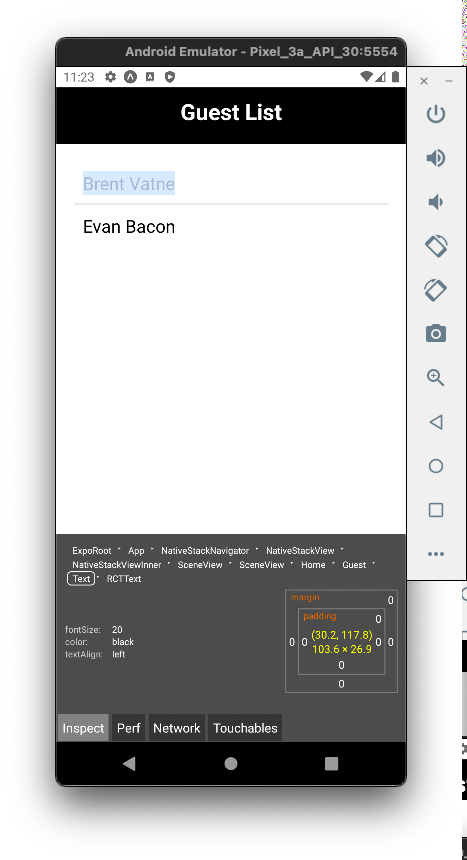 Android Emulator - Pixel_3a_API_30:5554
11:23
Guest List
Brent Vatne
Evan Bacon
ExpoRoot ‣ App ‣ NativeStackNavigator ‣ NativeStackView ‣
NativeStackViewInner ‣ SceneView ‣ SceneView ‣ Home ‣ Guest ‣
Text ‣ RCTText
margin 0
padding 0
fontSize: 20
color: black
textAlign: left
0 0 (30.2, 117.8) 0 0
103.6 × 26.9
0
0
Inspect Perf Network Touchables